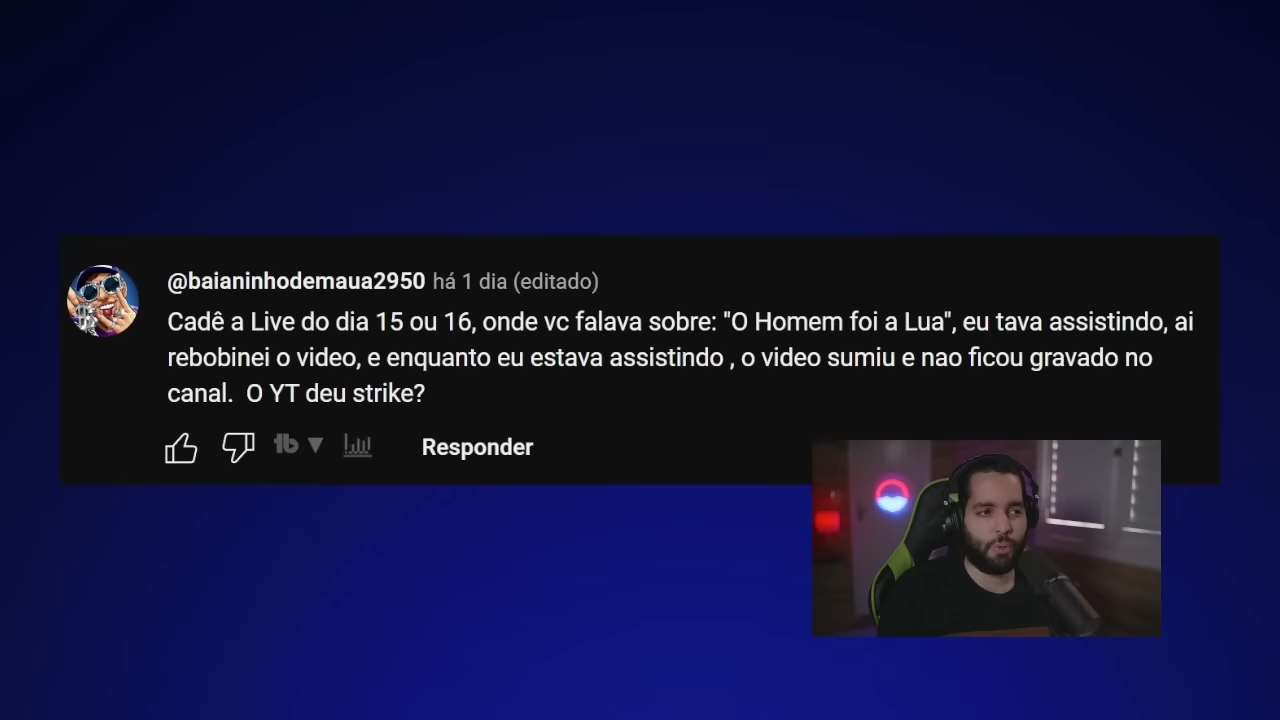 @baianinhodemaua2950 há 1 dia (editado)
Cadê a Live do dia 15 ou 16, onde vc falava sobre: "O Homem foi a Lua", eu tava assistindo, ai
rebobinei o video, e enquanto eu estava assistindo , o video sumiu e nao ficou gravado no
canal.  O YT deu strike?
Responder